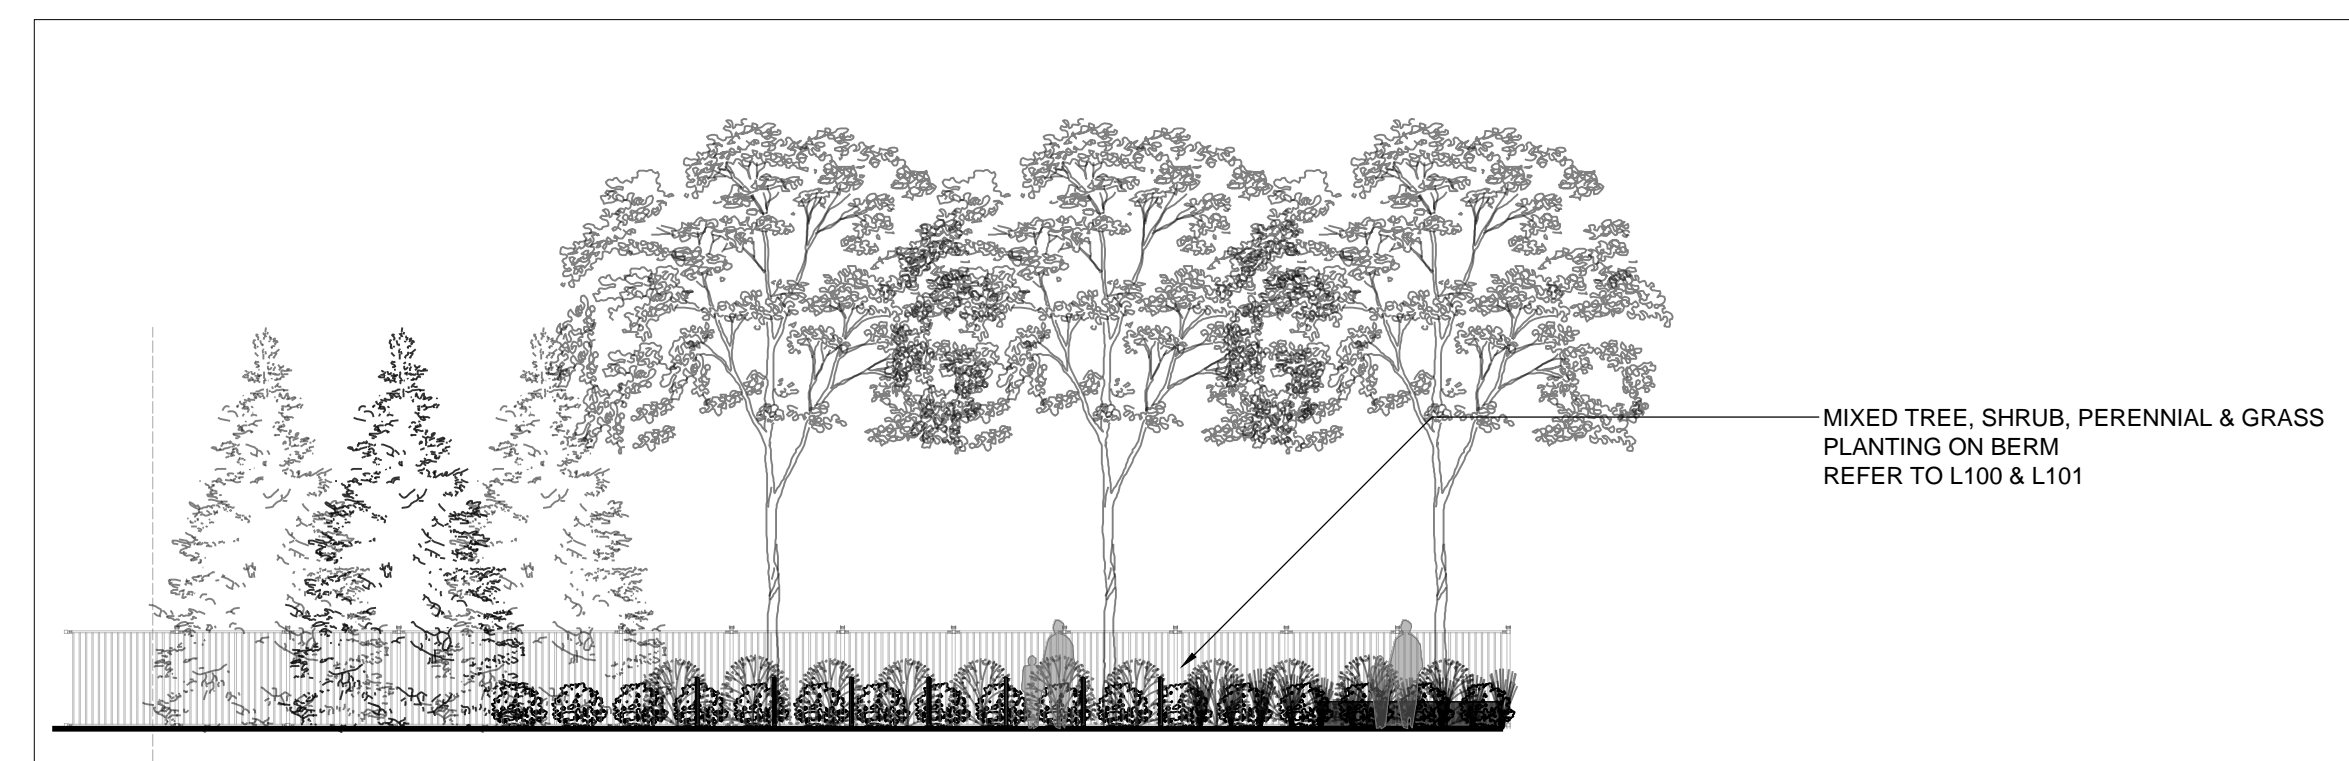 MIXED TREE, SHRUB, PERENNIAL & GRASS
PLANTING ON BERM
REFER TO L100 & L101